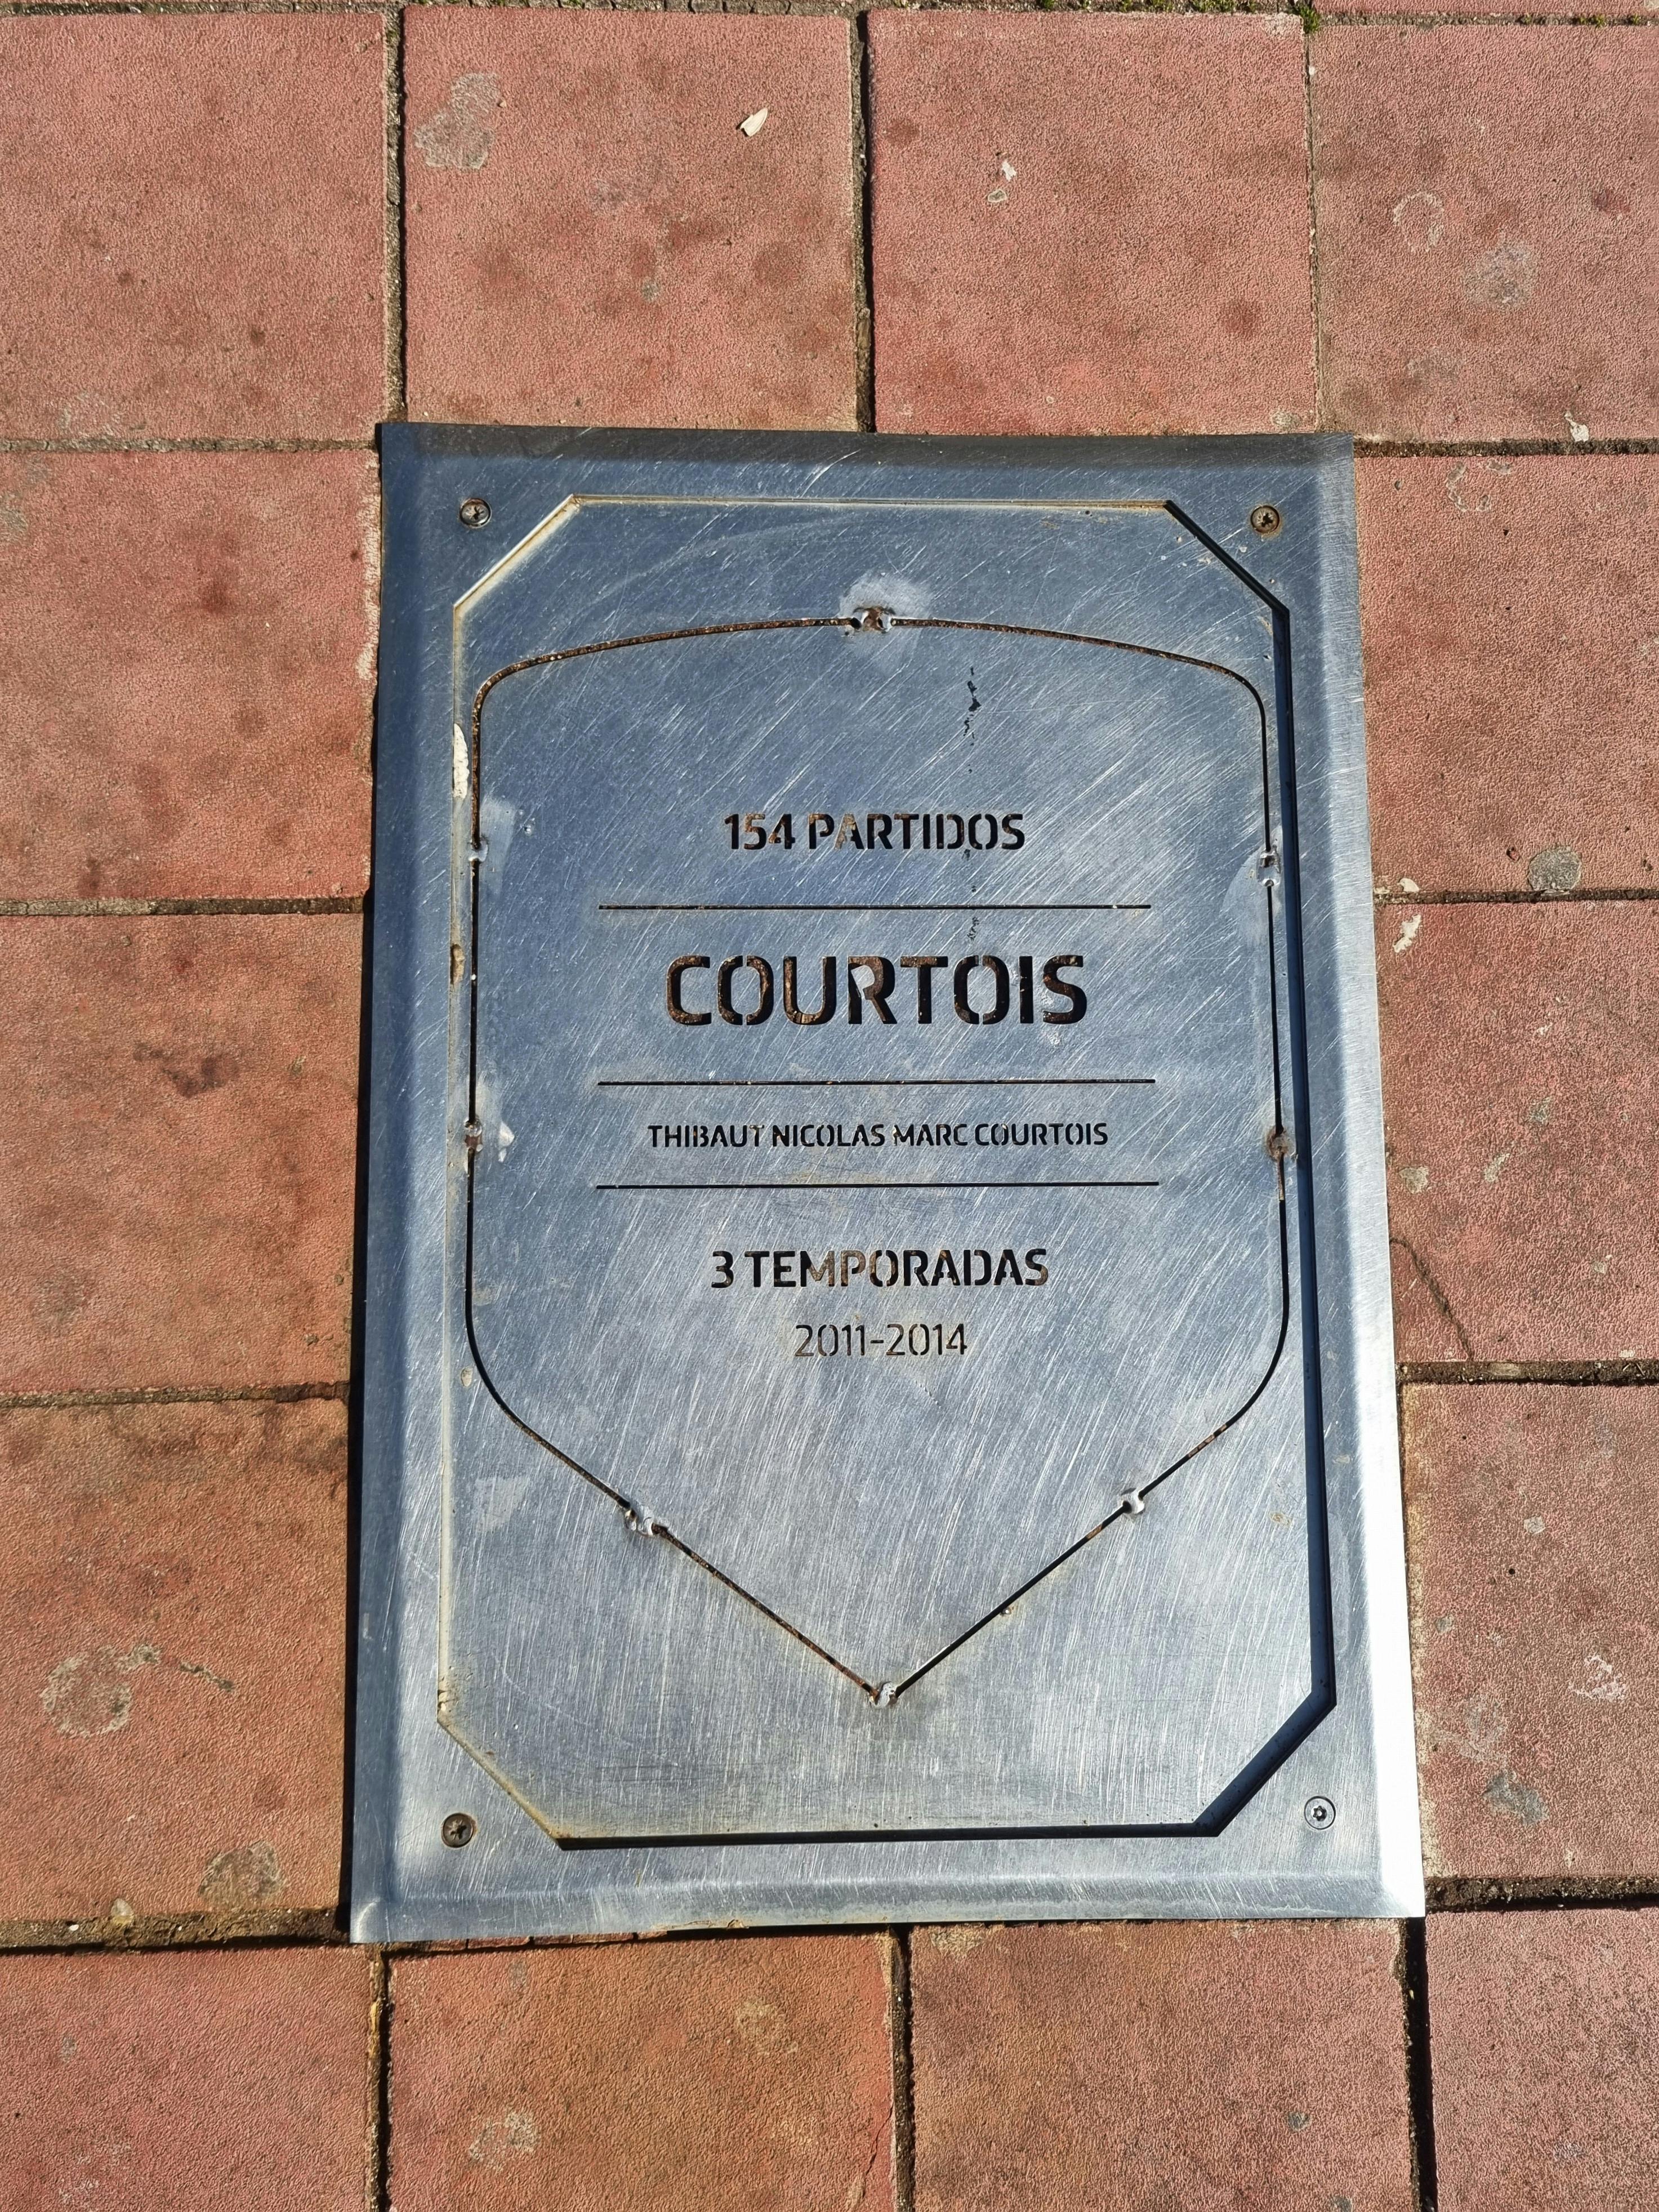 154 PARTIDOS
COURTOIS
THIBAUT NICOLAS MARC COURTOIS
3 TEMPORADAS
2011-2014